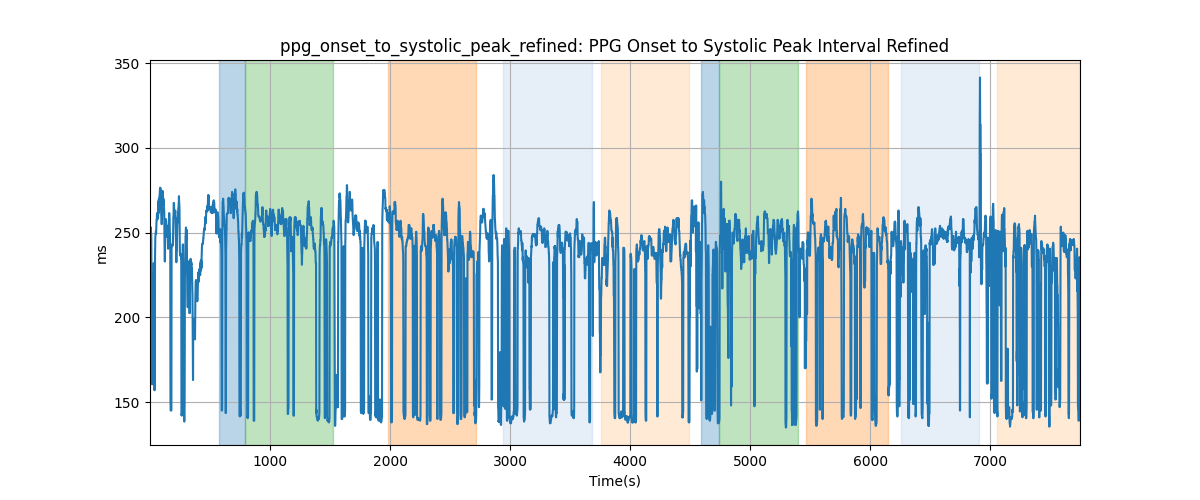 ppg_onset_to_systolic_peak_refined: PPG Onset to Systolic Peak Interval Refined
350
300
250
200
150
ms
1000 2000 3000 4000 5000 6000 7000
Time(s)